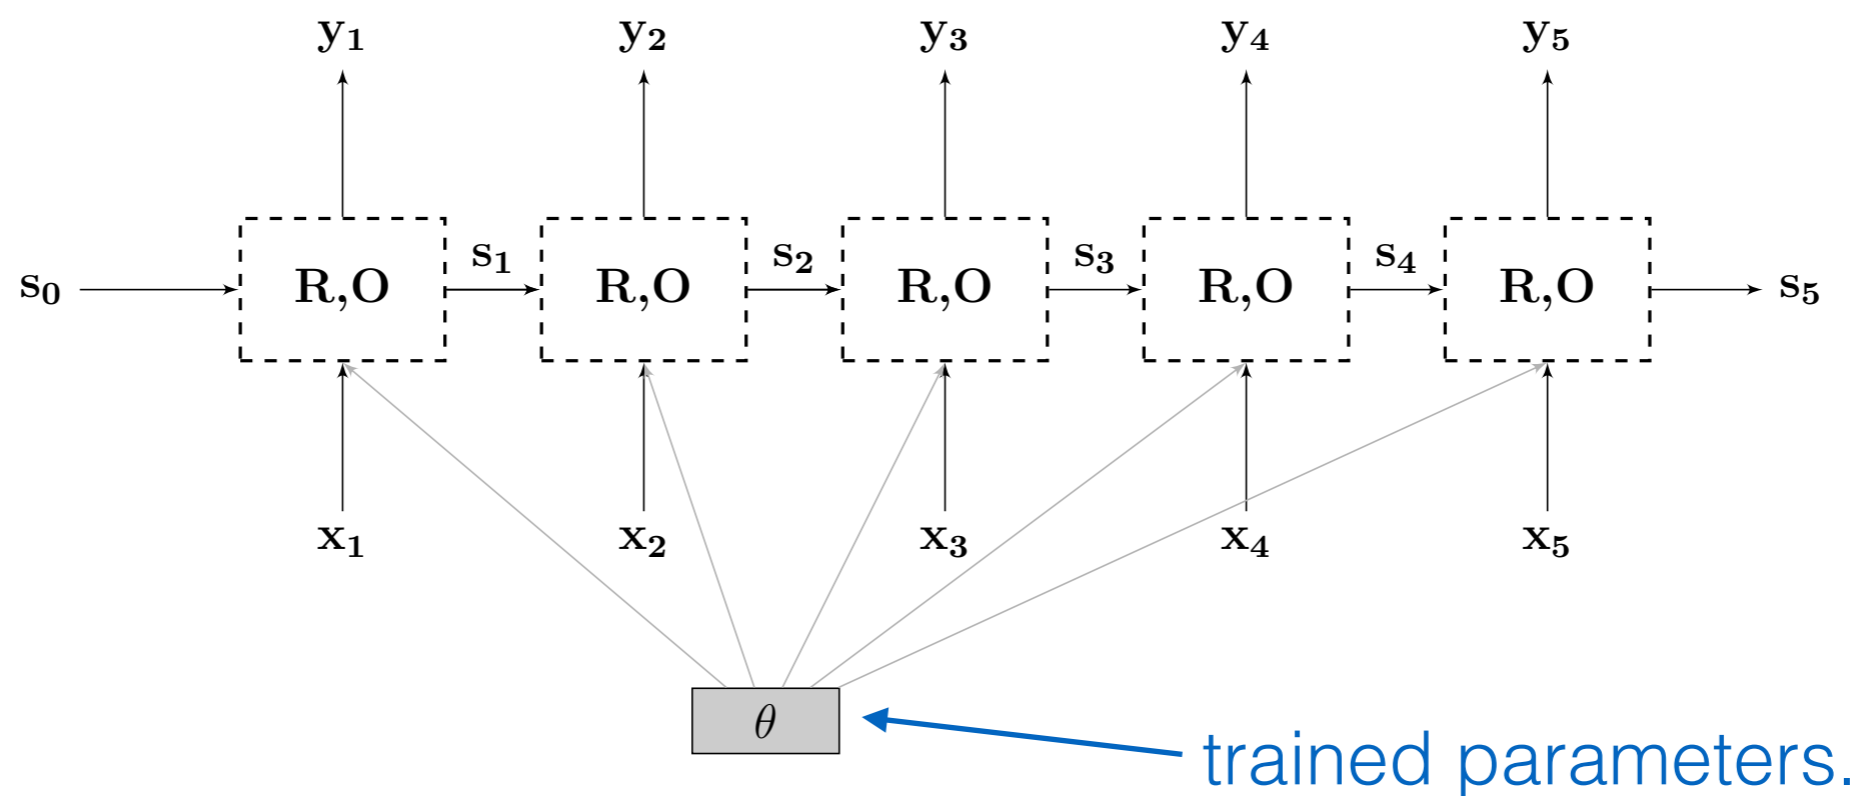 y₁ y₂ y₃ y₄ y₅
s₀ R,O s₁ R,O s₂ R,O s₃ R,O s₄ R,O s₅
x₁ x₂ x₃ x₄ x₅
θ
trained parameters.